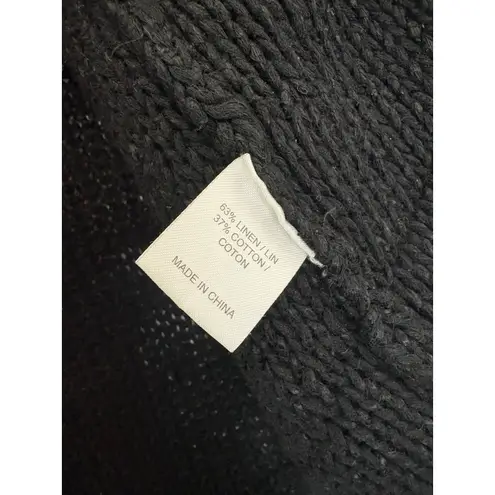 63% LINEN / LIN
37% COTTON /
COTON
MADE IN CHINA